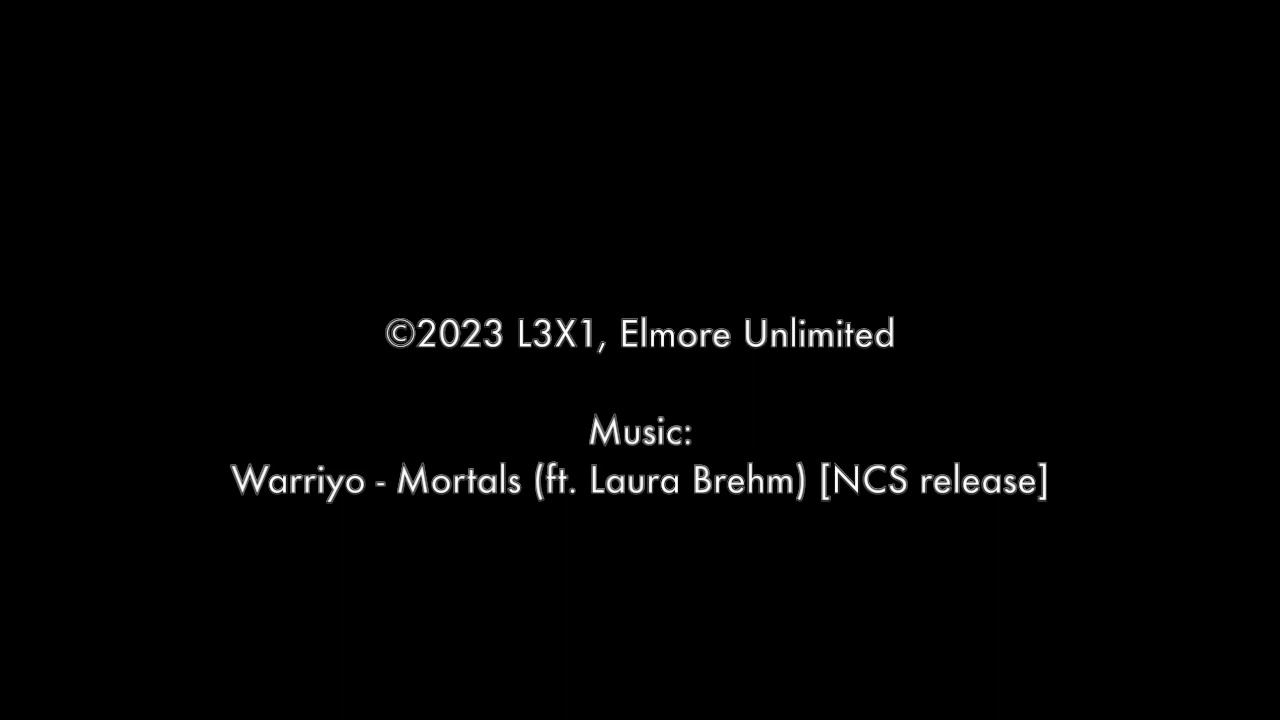 ©2023 L3X1, Elmore Unlimited
Music:
Warriyo - Mortals (ft. Laura Brehm) [NCS release]